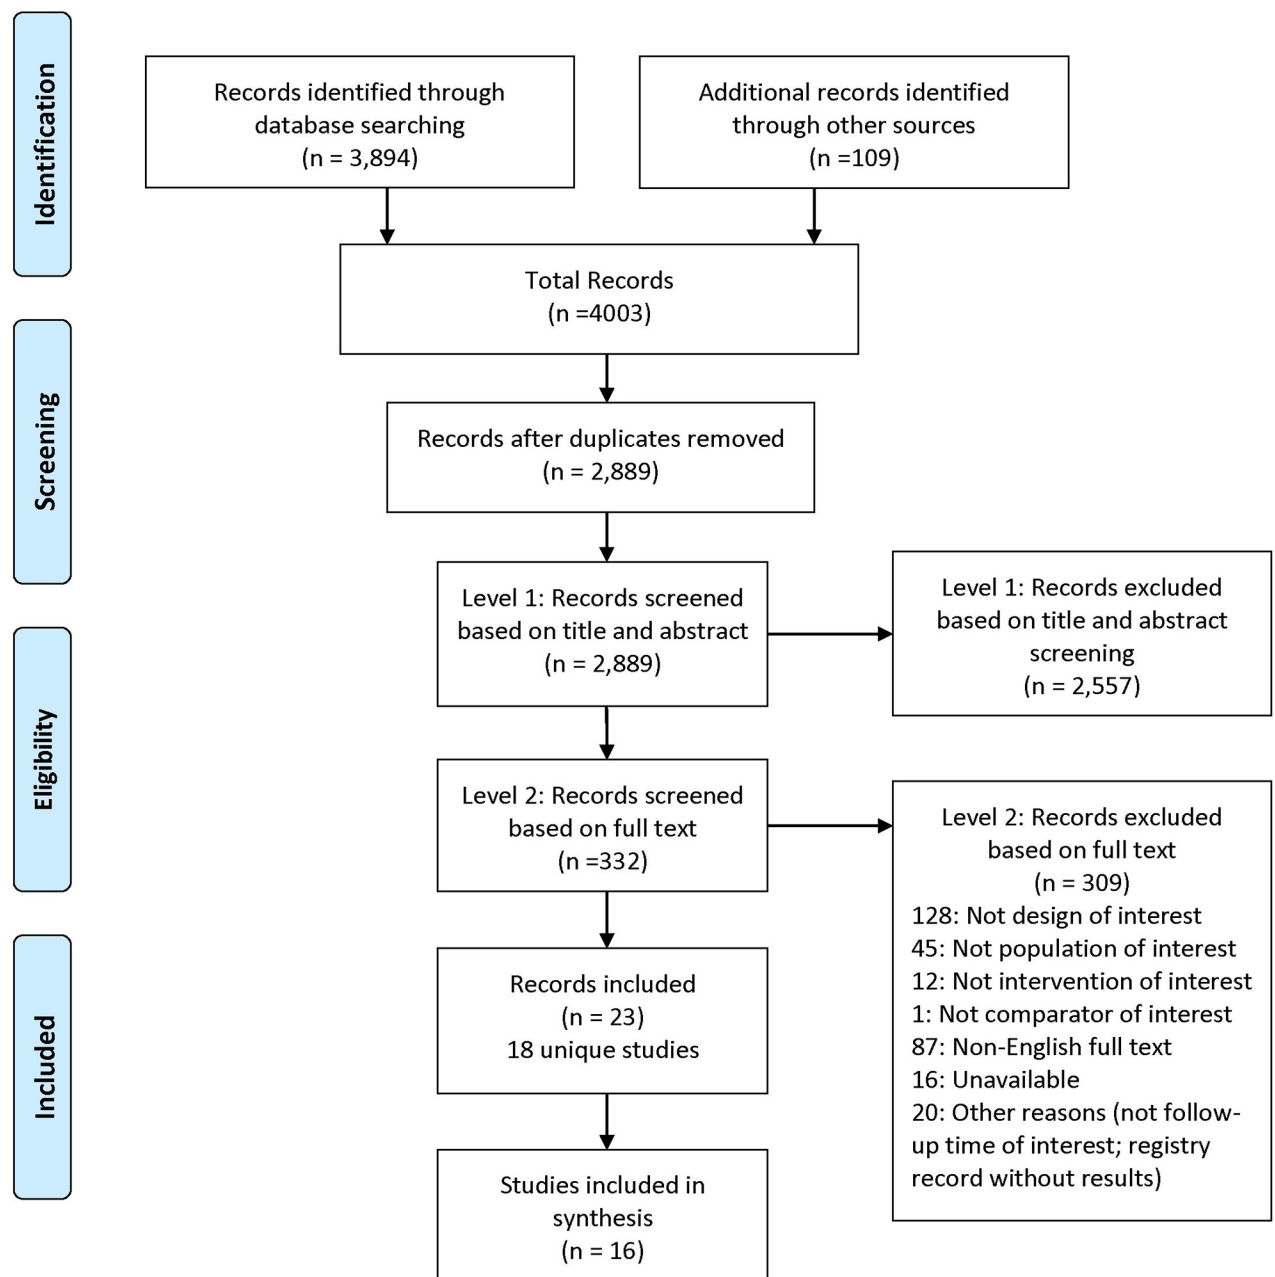 Identification
Records identified through
database searching
(n = 3,894)
Additional records identified
through other sources
(n =109)
Total Records
(n =4003)
Screening
Records after duplicates removed
(n = 2,889)
Level 1: Records screened
based on title and abstract
(n = 2,889)
Level 1: Records excluded
based on title and abstract
screening
(n = 2,557)
Eligibility
Level 2: Records screened
based on full text
(n =332)
Level 2: Records excluded
based on full text
(n = 309)
128: Not design of interest
45: Not population of interest
12: Not intervention of interest
1: Not comparator of interest
87: Non-English full text
16: Unavailable
20: Other reasons (not follow-
up time of interest; registry
record without results)
Included
Records included
(n = 23)
18 unique studies
Studies included in
synthesis
(n = 16)